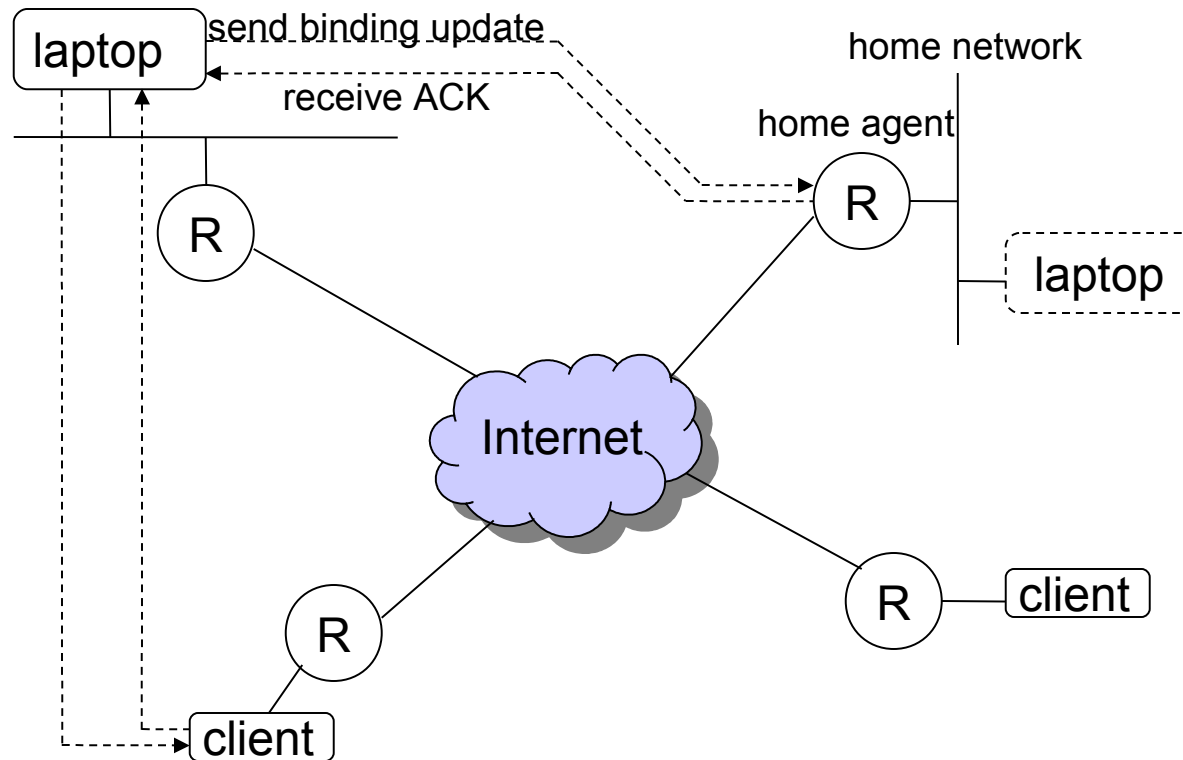 laptop
send binding update
receive ACK
home network
home agent
R
R
laptop
Internet
R
client
R
client